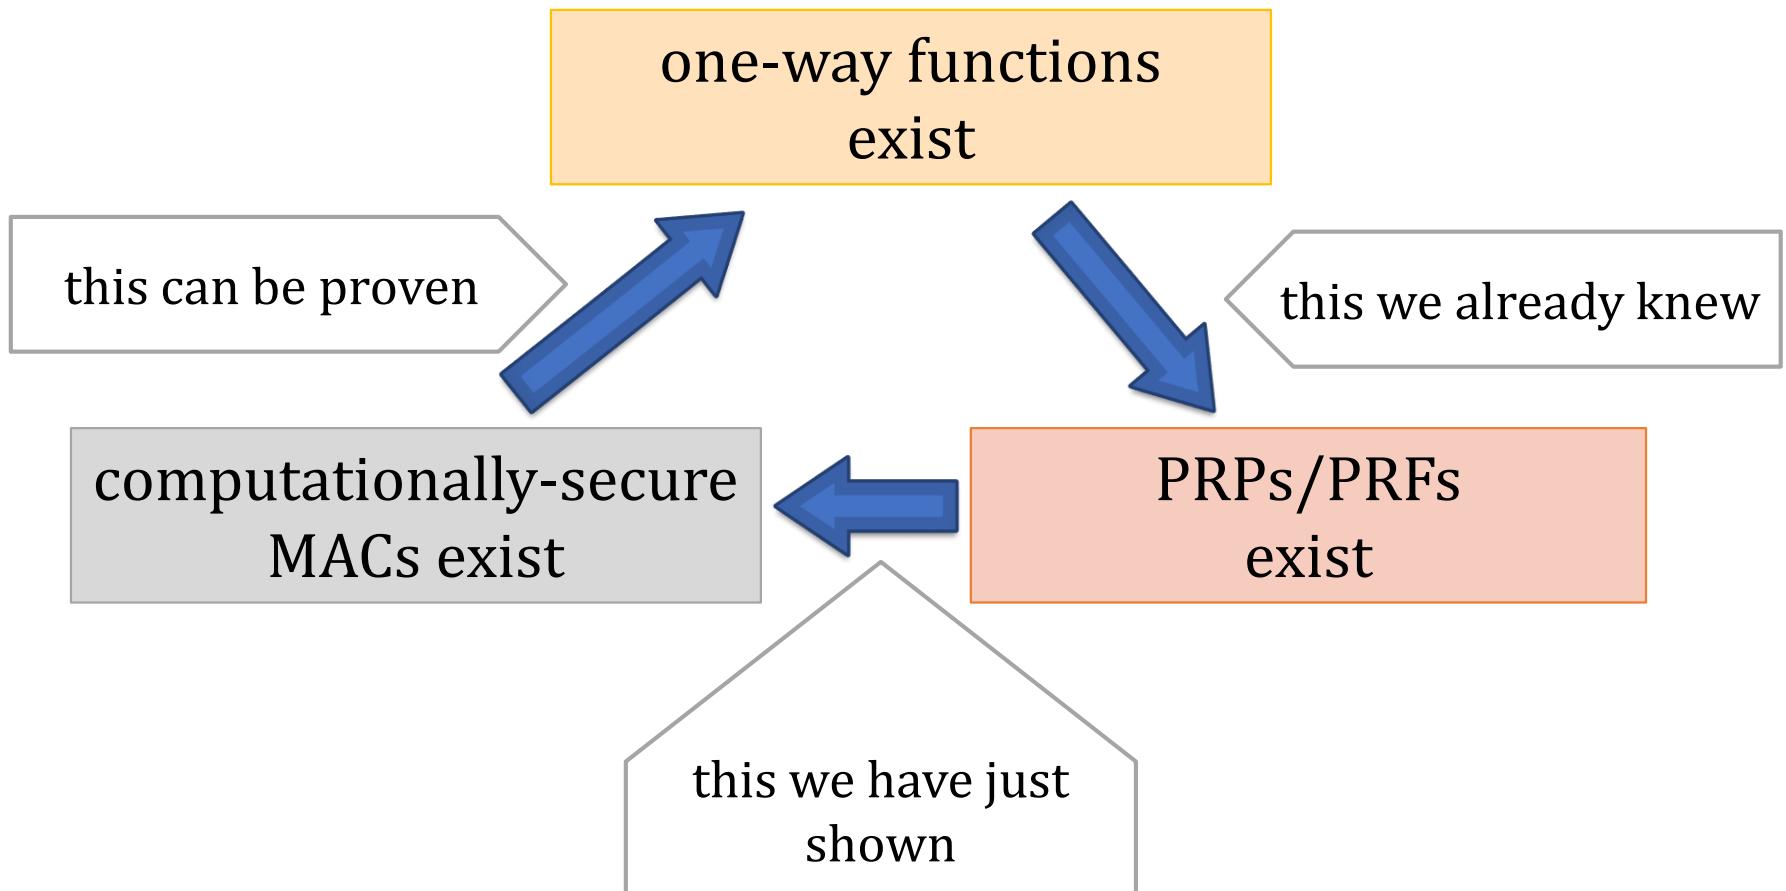 one-way functions
exist
this can be proven
this we already knew
computationally-secure
MACs exist
PRPs/PRFs
exist
this we have just
shown